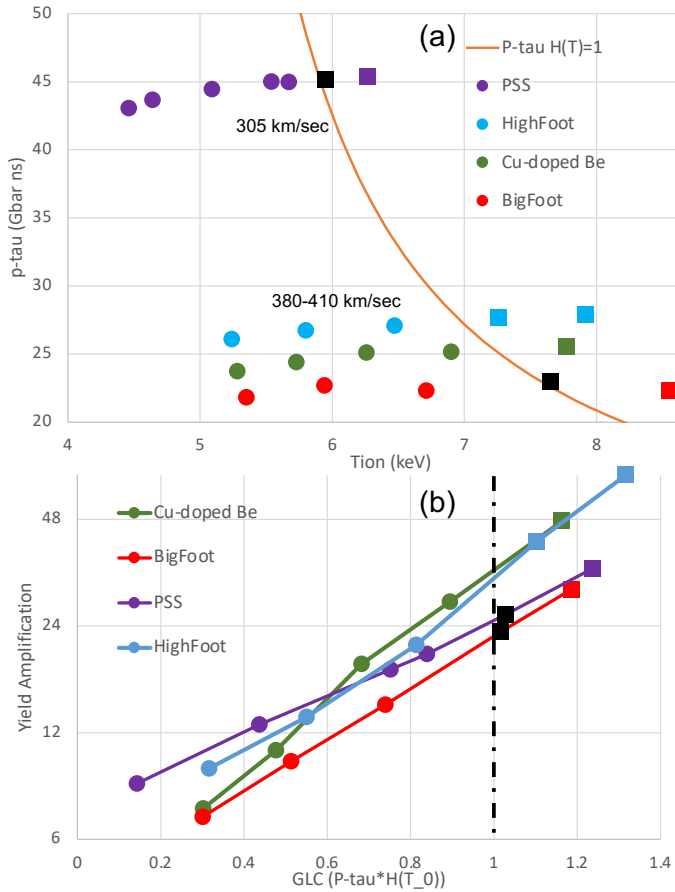 (a)
P-tau H(T)=1
PSS
HighFoot
Cu-doped Be
BigFoot
305 km/sec
380-410 km/sec
p-tau (Gbar ns)
50
45
40
35
30
25
20
4
5
6
7
8
Tion (keV)
(b)
Cu-doped Be
BigFoot
PSS
HighFoot
Yield Amplification
48
24
12
6
0
0.2
0.4
0.6
0.8
1
1.2
1.4
GLC (P-tau*H(T_0))